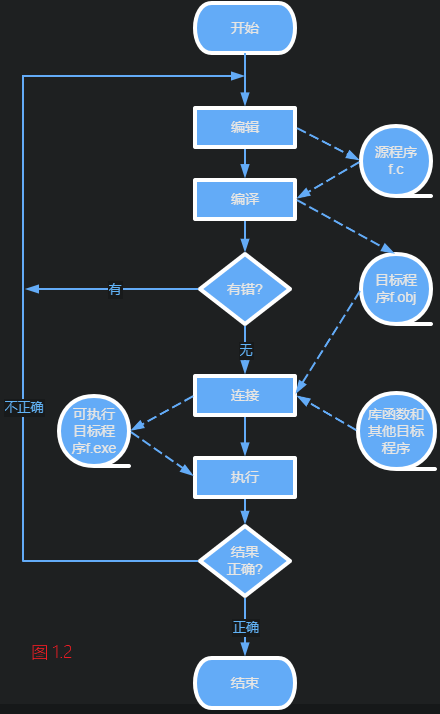 开始
编辑
源程序
f.c
编译
目标程
序f.obj
有错?
有
无
不正确
可执行
目标程
序f.exe
连接
库函数和
其他目标
程序
执行
结果
正确?
正确
图 1.2
结束